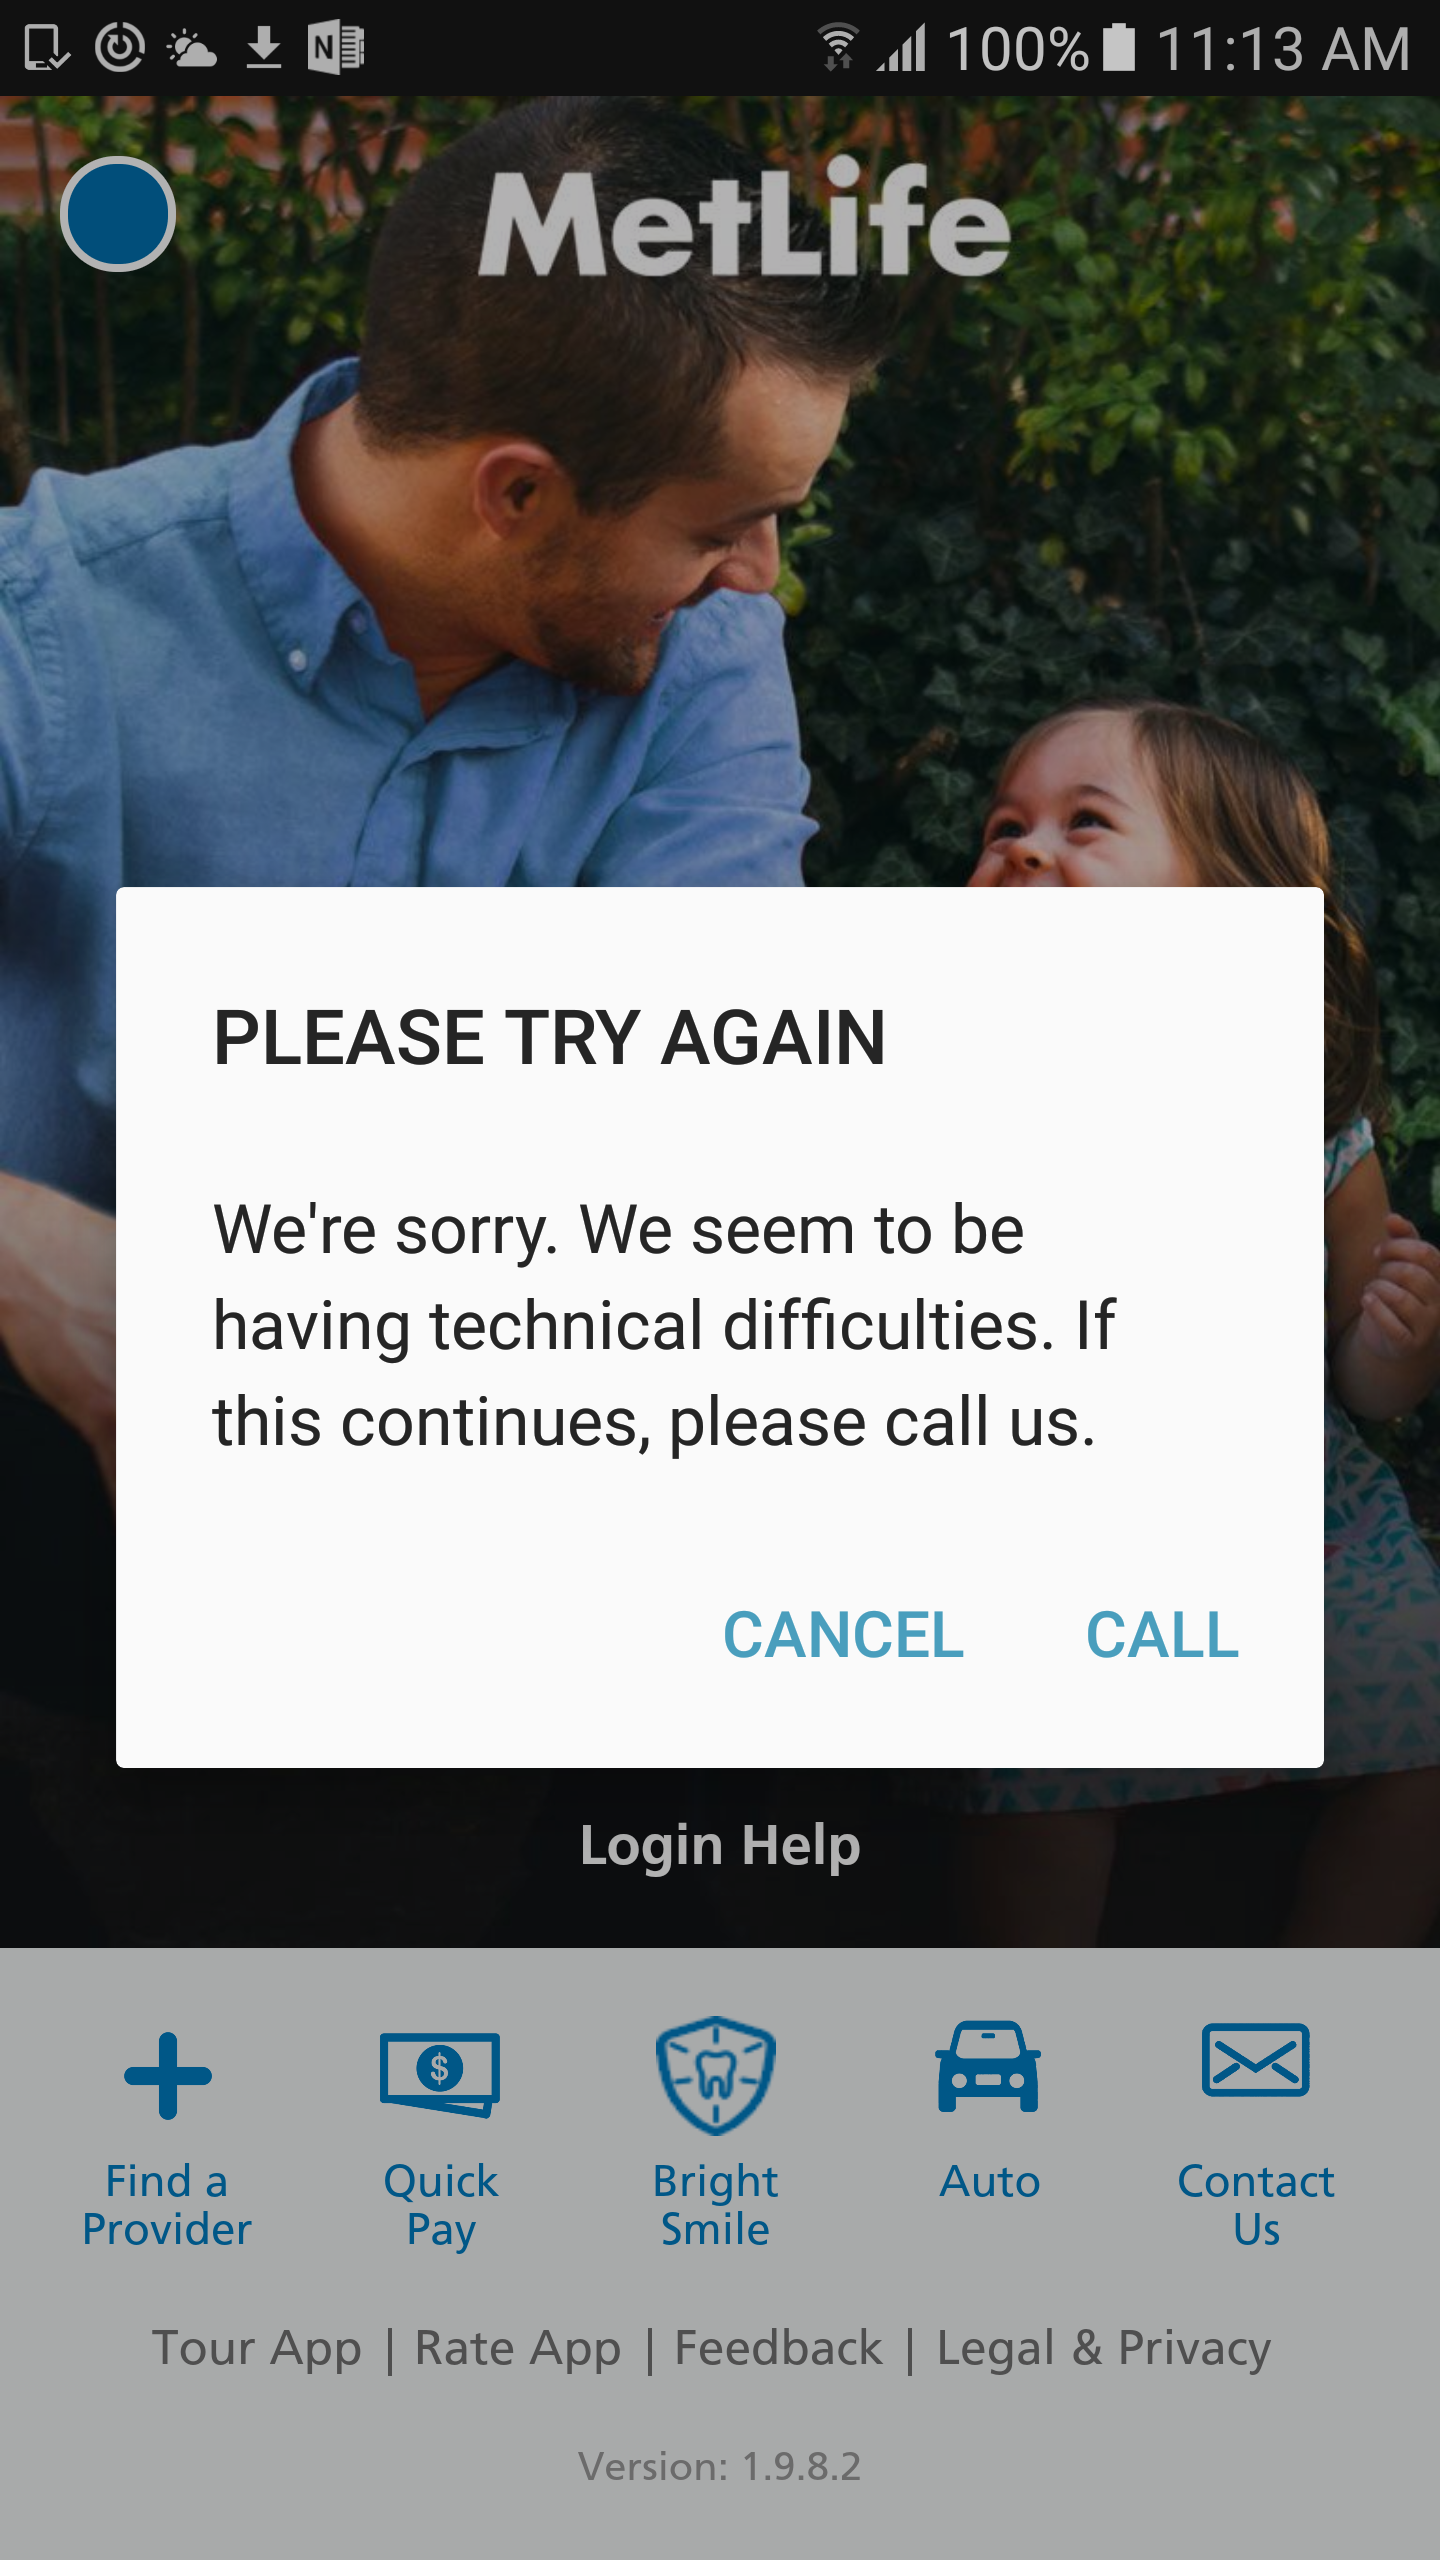 N 100% 11:13 AM
MetLife
PLEASE TRY AGAIN
We're sorry. We seem to be
having technical difficulties. If
this continues, please call us.
CANCEL CALL
Login Help
$
Find a Provider
Quick Pay
Bright Smile
Auto
Contact Us
Tour App | Rate App | Feedback | Legal & Privacy
Version: 1.9.8.2